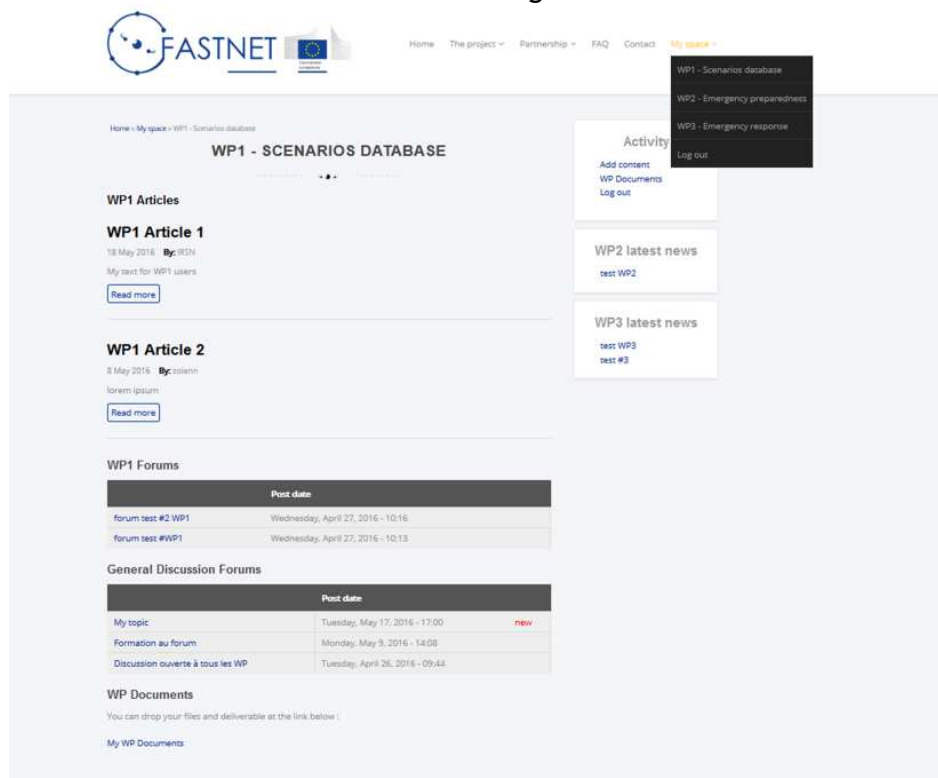 FASTNET
Home The project Partnership FAQ Contact My space
WP1 - Scenarios database
WP2 - Emergency preparedness
WP3 - Emergency response
Log out
Home » My space » WP1 - Scenarios database
WP1 - SCENARIOS DATABASE
WP1 Articles
WP1 Article 1
18 May 2016 By: IRSN
My text for WP1 users
Read more
WP1 Article 2
8 May 2016 By:
lorem ipsum
Read more
WP1 Forums
Post date
forum test #2 WP1 Wednesday, April 27, 2016 - 10:16
forum test #WP1 Wednesday, April 27, 2016 - 10:13
General Discussion Forums
Post date
My topic Tuesday, May 17, 2016 - 17:00 new
Formation au forum Monday, May 9, 2016 - 14:08
Discussion ouverte à tous les WP Tuesday, April 26, 2016 - 09:44
WP Documents
You can drop your files and deliverable at the link below :
My WP Documents
Activity
Add content
WP Documents
Log out
WP2 latest news
test WP2
WP3 latest news
test WP3
test #3